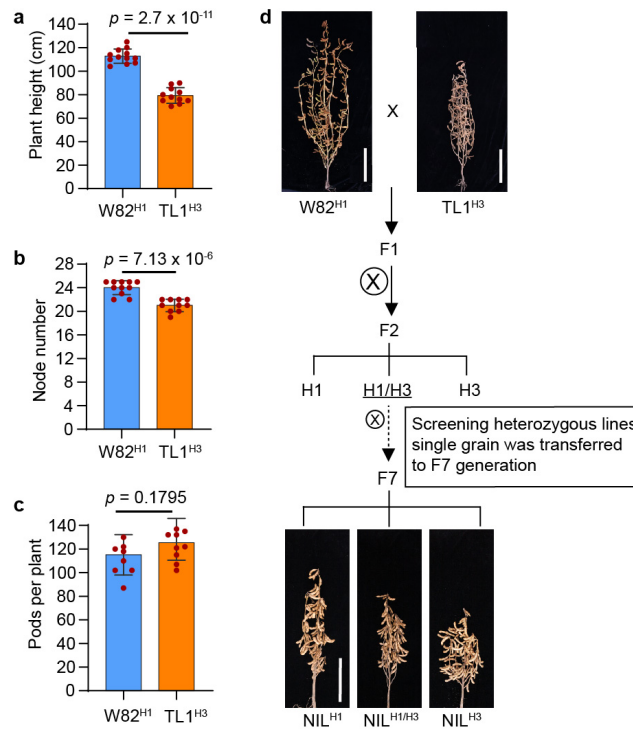 a
p = 2.7 x 10⁻¹¹
Plant height (cm)
140
120
100
80
60
40
20
0
W82ᴴ¹
TL1ᴴ³
b
p = 7.13 x 10⁻⁶
Node number
28
24
20
16
12
8
4
0
W82ᴴ¹
TL1ᴴ³
c
p = 0.1795
Pods per plant
140
120
100
80
60
40
20
0
W82ᴴ¹
TL1ᴴ³
d
X
W82ᴴ¹
TL1ᴴ³
F1
X
F2
H1
H1/H3
H3
X
Screening heterozygous lines
single grain was transferred
to F7 generation
F7
NILᴴ¹
NILᴴ¹/ᴴ³
NILᴴ³